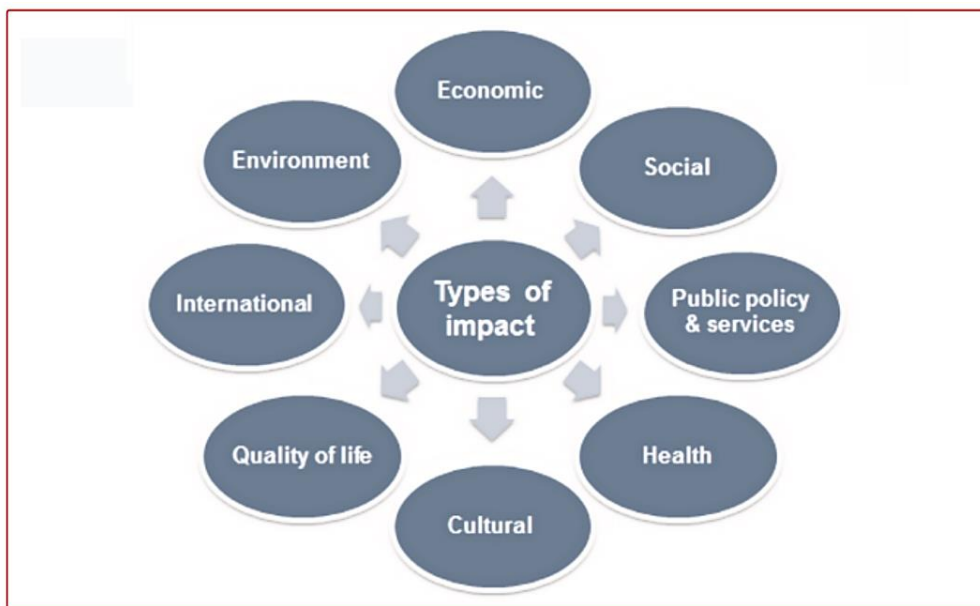 Economic
Social
Public policy
& services
Health
Cultural
Quality of life
International
Environment
Types of
impact